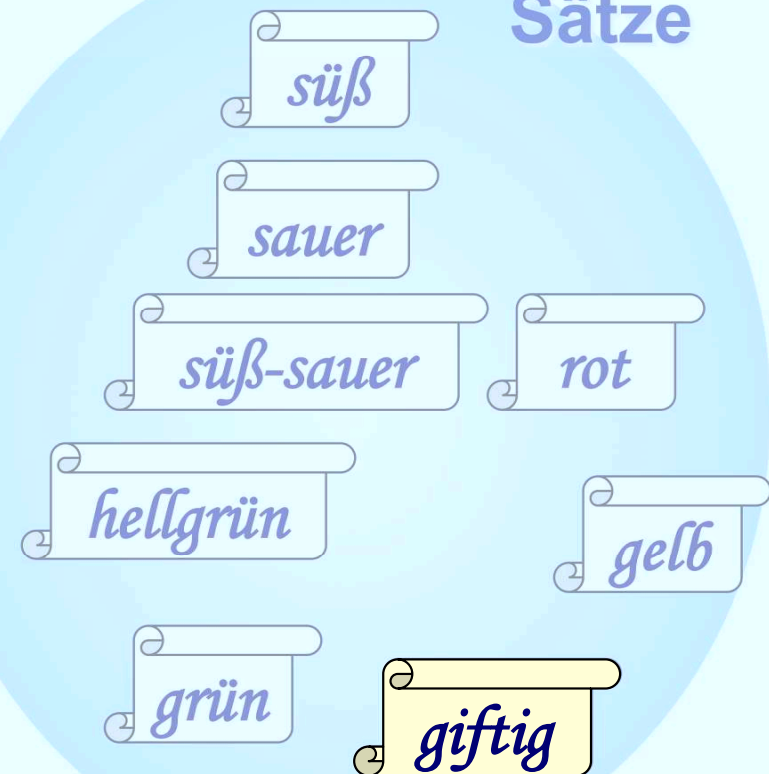 Sätze
süß
sauer
süß-sauer
rot
hellgrün
gelb
grün
giftig